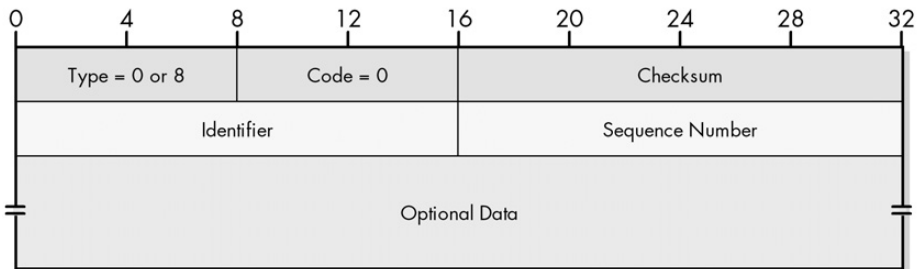 0 4 8 12 16 20 24 28 32
Type = 0 or 8 Code = 0 Checksum
Identifier Sequence Number
Optional Data